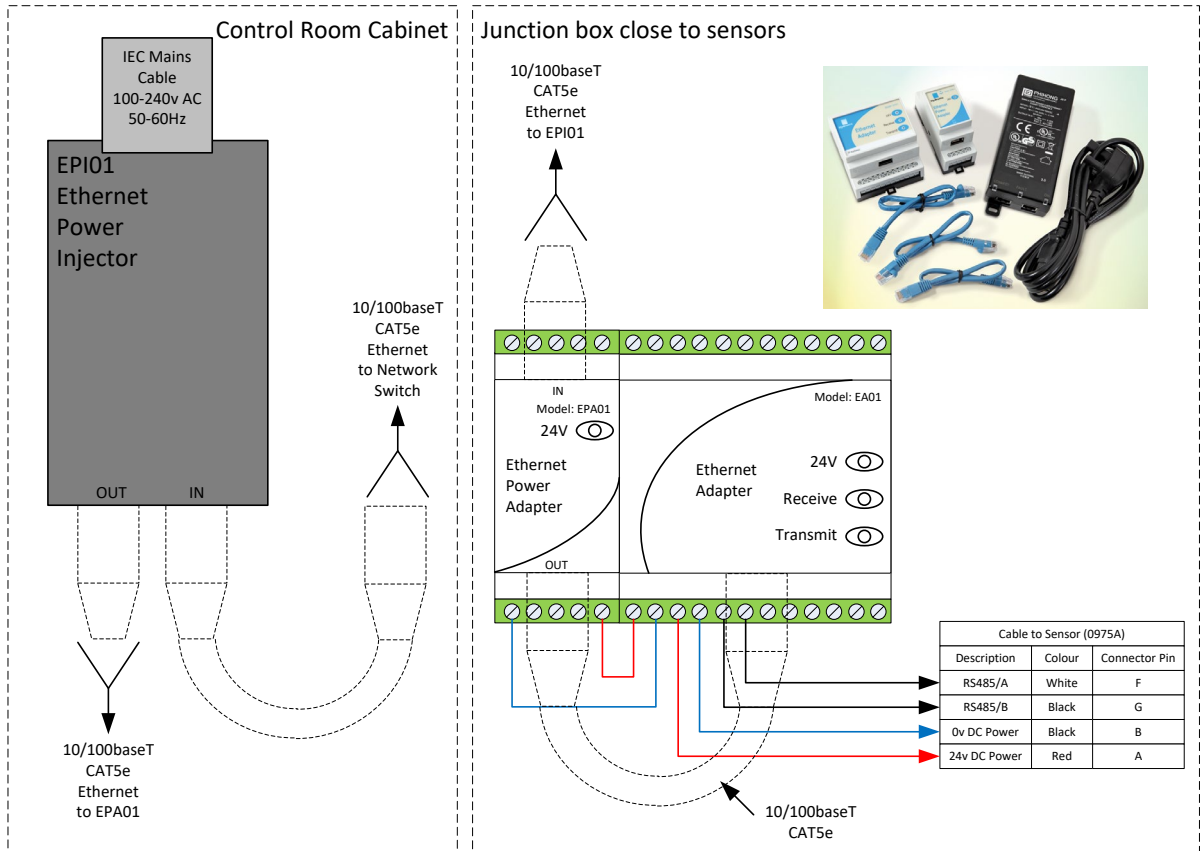 Control Room Cabinet
IEC Mains
Cable
100-240v AC
50-60Hz
EPI01
Ethernet
Power
Injector
OUT
IN
10/100baseT
CAT5e
Ethernet
to Network
Switch
10/100baseT
CAT5e
Ethernet
to EPA01
Junction box close to sensors
10/100baseT
CAT5e
Ethernet
to EPI01
PHIHONG
Ethernet
Adapter
IN
Model: EPA01
24V
Ethernet
Power
Adapter
OUT
Model: EA01
Ethernet
Adapter
24V
Receive
Transmit
Cable to Sensor (0975A)
Description Colour Connector Pin
RS485/A White F
RS485/B Black G
0v DC Power Black B
24v DC Power Red A
10/100baseT
CAT5e